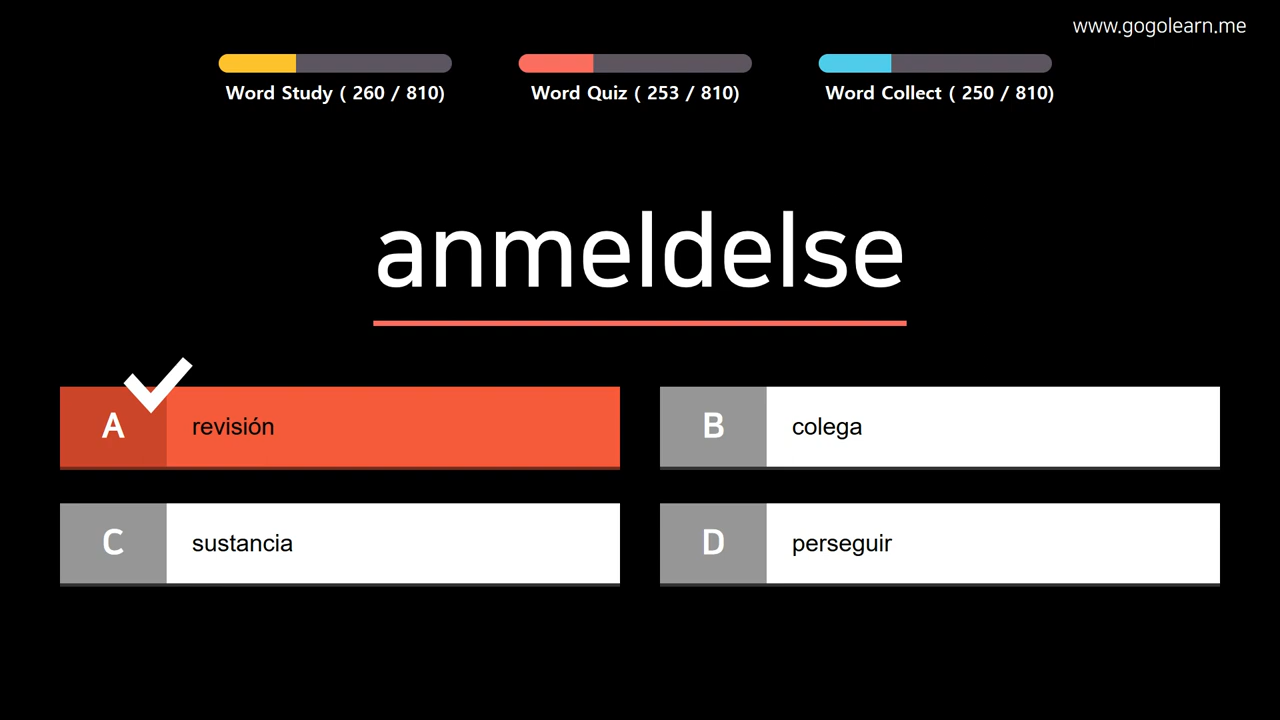 www.gogolearn.me
Word Study ( 260 / 810)
Word Quiz ( 253 / 810)
Word Collect ( 250 / 810)
anmeldelse
A revisión
B colega
C sustancia
D perseguir